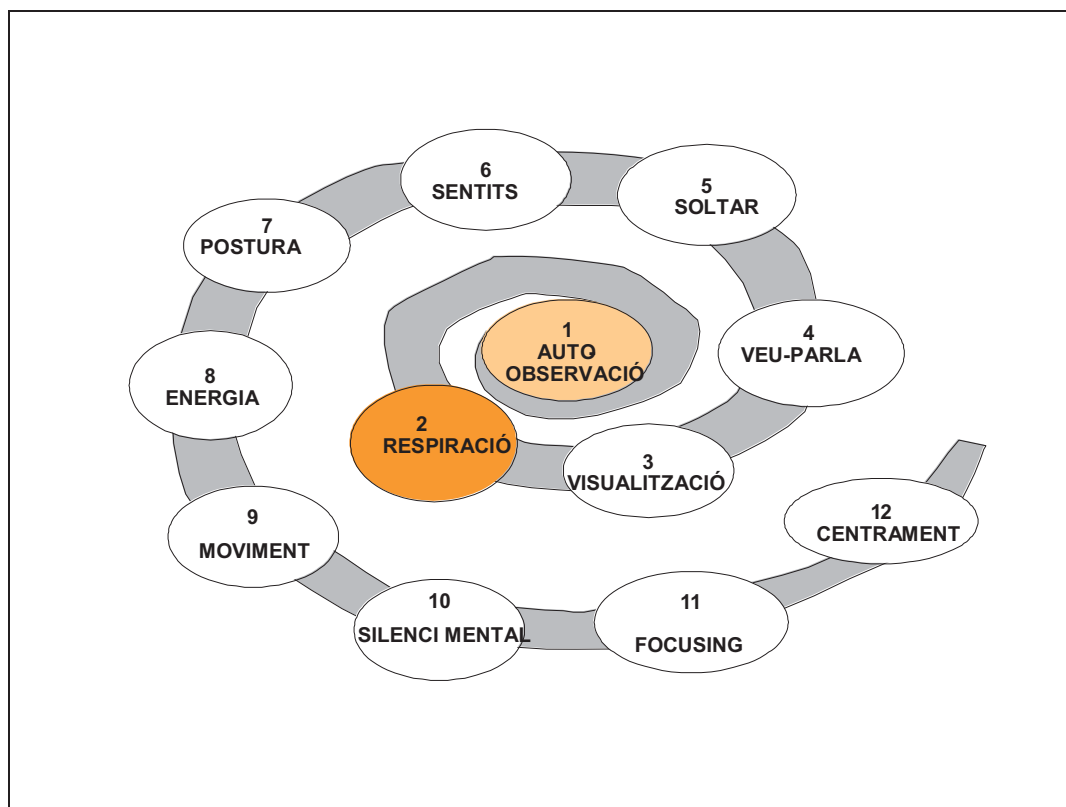 1
AUTO-
OBSERVACIÓ
2
RESPIRACIÓ
3
VISUALITZACIÓ
4
VEU-PARLA
5
SOLTAR
6
SENTITS
7
POSTURA
8
ENERGIA
9
MOVIMENT
10
SILENCI MENTAL
11
FOCUSING
12
CENTRAMENT